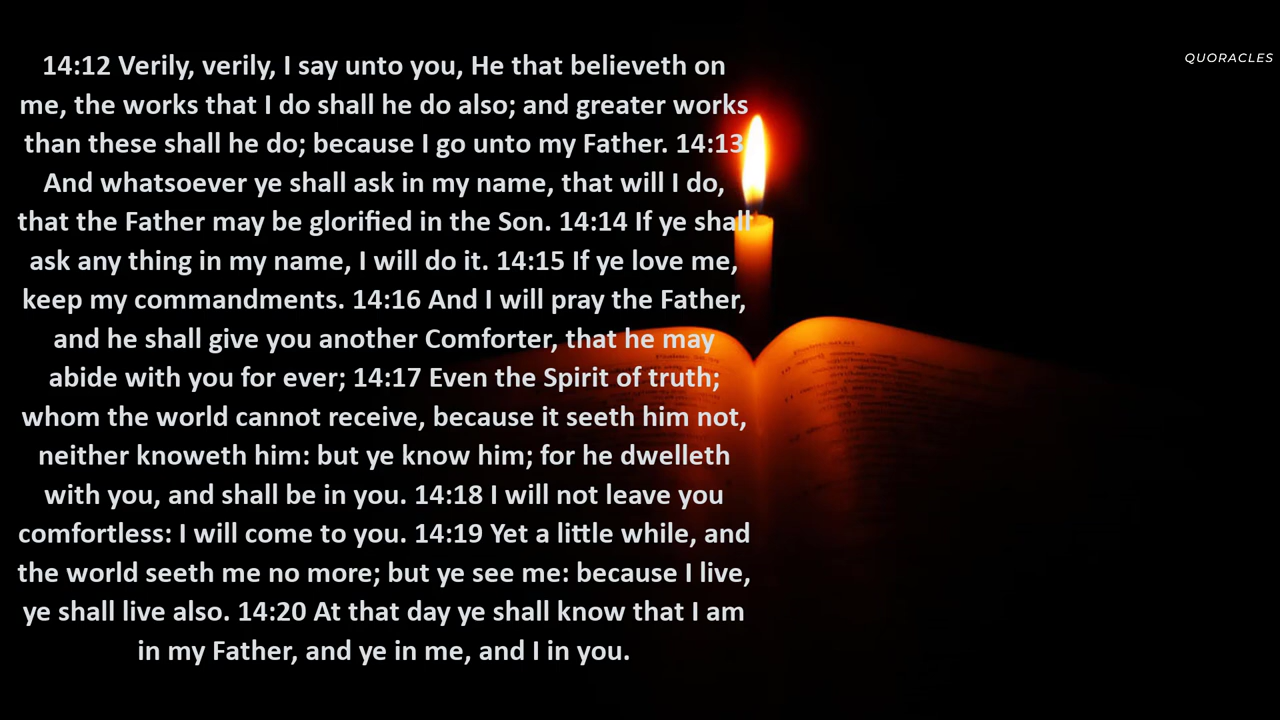 14:12 Verily, verily, I say unto you, He that believeth on
me, the works that I do shall he do also; and greater works
than these shall he do; because I go unto my Father. 14:13
And whatsoever ye shall ask in my name, that will I do,
that the Father may be glorified in the Son. 14:14 If ye shall
ask any thing in my name, I will do it. 14:15 If ye love me,
keep my commandments. 14:16 And I will pray the Father,
and he shall give you another Comforter, that he may
abide with you for ever; 14:17 Even the Spirit of truth;
whom the world cannot receive, because it seeth him not,
neither knoweth him: but ye know him; for he dwelleth
with you, and shall be in you. 14:18 I will not leave you
comfortless: I will come to you. 14:19 Yet a little while, and
the world seeth me no more; but ye see me: because I live,
ye shall live also. 14:20 At that day ye shall know that I am
in my Father, and ye in me, and I in you.
QUORACLES